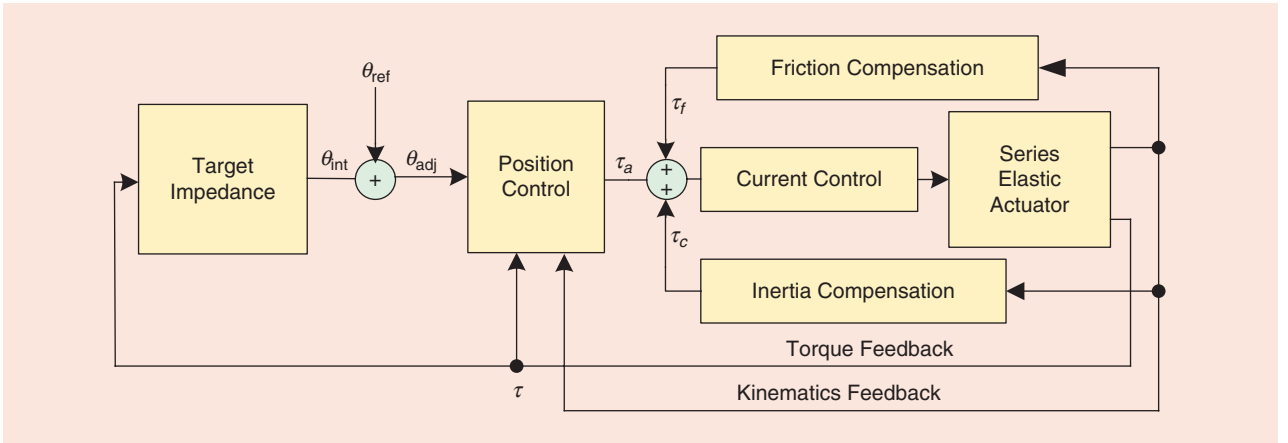 Friction Compensation
θref
τf
Target
Impedance
θint
+
θadj
Position
Control
τa
+
+
Current Control
Series
Elastic
Actuator
τc
Inertia Compensation
Torque Feedback
τ
Kinematics Feedback